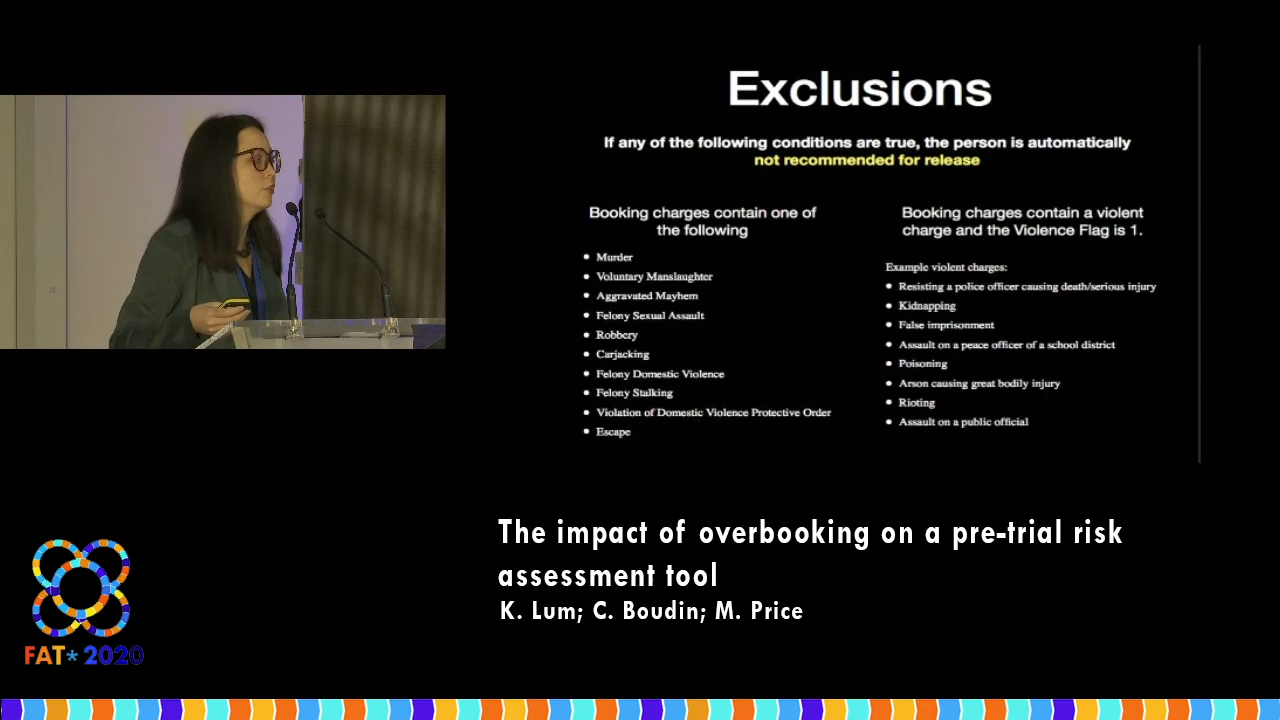 Exclusions
If any of the following conditions are true, the person is automatically
not recommended for release
Booking charges contain one of
the following
• Murder
• Voluntary Manslaughter
• Aggravated Mayhem
• Felony Sexual Assault
• Robbery
• Carjacking
• Felony Domestic Violence
• Felony Stalking
• Violation of Domestic Violence Protective Order
• Escape
Booking charges contain a violent
charge and the Violence Flag is 1.
Example violent charges:
• Resisting a police officer causing death/serious injury
• Kidnapping
• False imprisonment
• Assault on a peace officer of a school district
• Poisoning
• Arson causing great bodily injury
• Rioting
• Assault on a public official
The impact of overbooking on a pre-trial risk
assessment tool
K. Lum; C. Boudin; M. Price
FAT* 2020